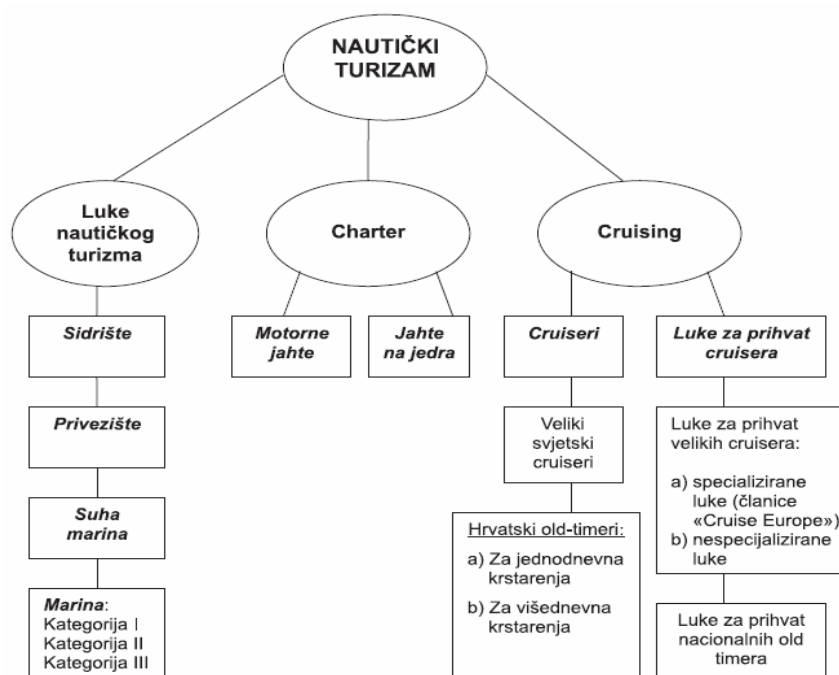 NAUTIČKI
TURIZAM
Luke
nautičkog
turizma
Charter
Cruising
Sidrište
Motorne
jahte
Jahte
na jedra
Cruiseri
Luke za prihvat
cruisera
Privezište
Veliki
svjetski
cruiseri
Luke za prihvat
velikih cruisera:
a) specializirane
luke (članice
«Cruise Europe»)
b) nespecijalizirane
luke
Suha
marina
Hrvatski old-timeri:
a) Za jednodnevna
krstarenja
b) Za višednevna
krstarenja
Marina:
Kategorija I
Kategorija II
Kategorija III
Luke za prihvat
nacionalnih old
timera